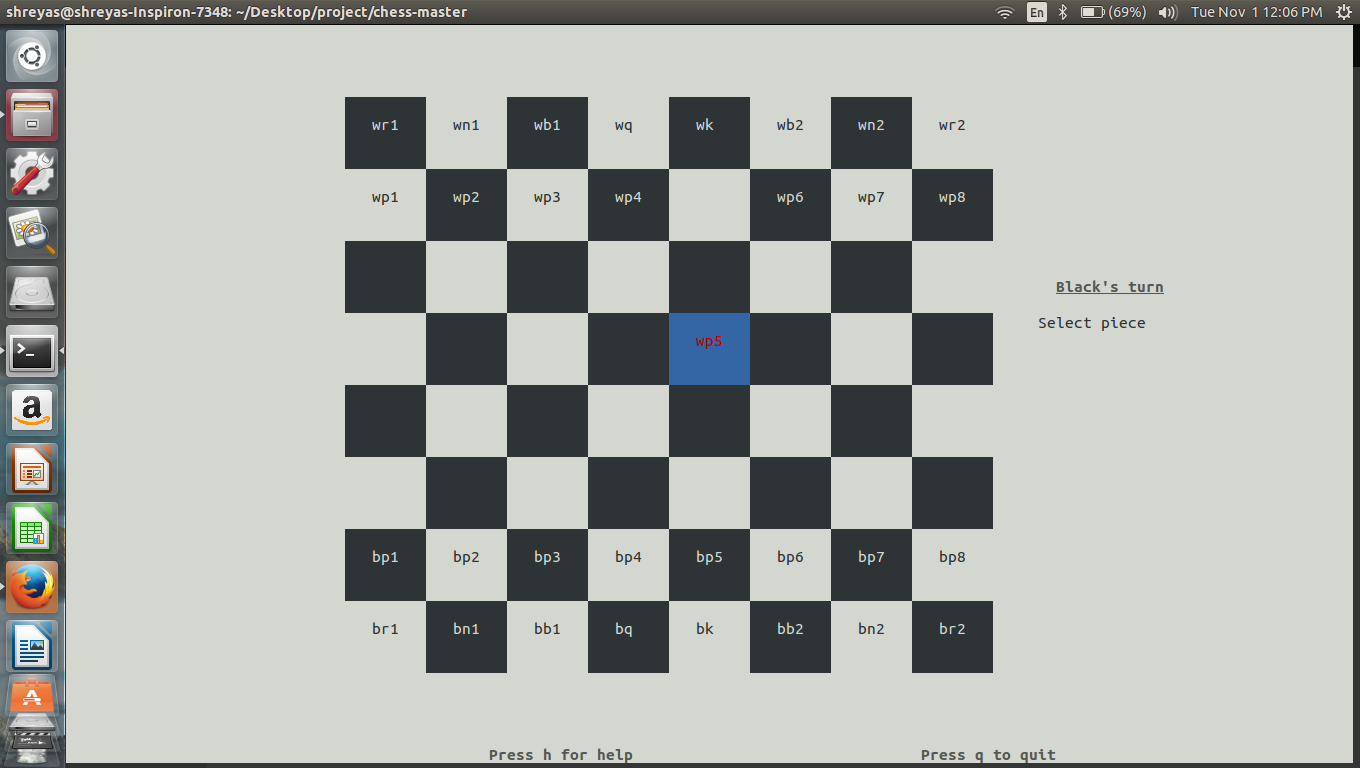 shreyas@shreyas-Inspiron-7348: ~/Desktop/project/chess-master En (69%) Tue Nov 1 12:06 PM
wr1 wn1 wb1 wq wk wb2 wn2 wr2
wp1 wp2 wp3 wp4 wp6 wp7 wp8
Black's turn
Select piece
wp5
bp1 bp2 bp3 bp4 bp5 bp6 bp7 bp8
br1 bn1 bb1 bq bk bb2 bn2 br2
Press h for help Press q to quit
>_
a
A